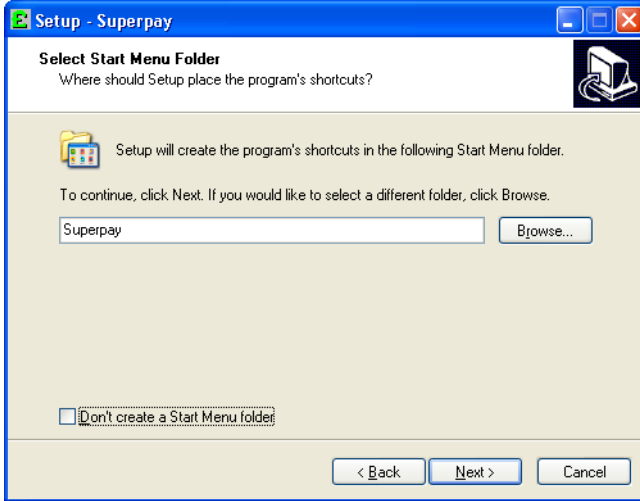 Setup - Superpay
Select Start Menu Folder
Where should Setup place the program's shortcuts?
Setup will create the program's shortcuts in the following Start Menu folder.
To continue, click Next. If you would like to select a different folder, click Browse.
Superpay
Browse...
Don't create a Start Menu folder
< Back
Next >
Cancel